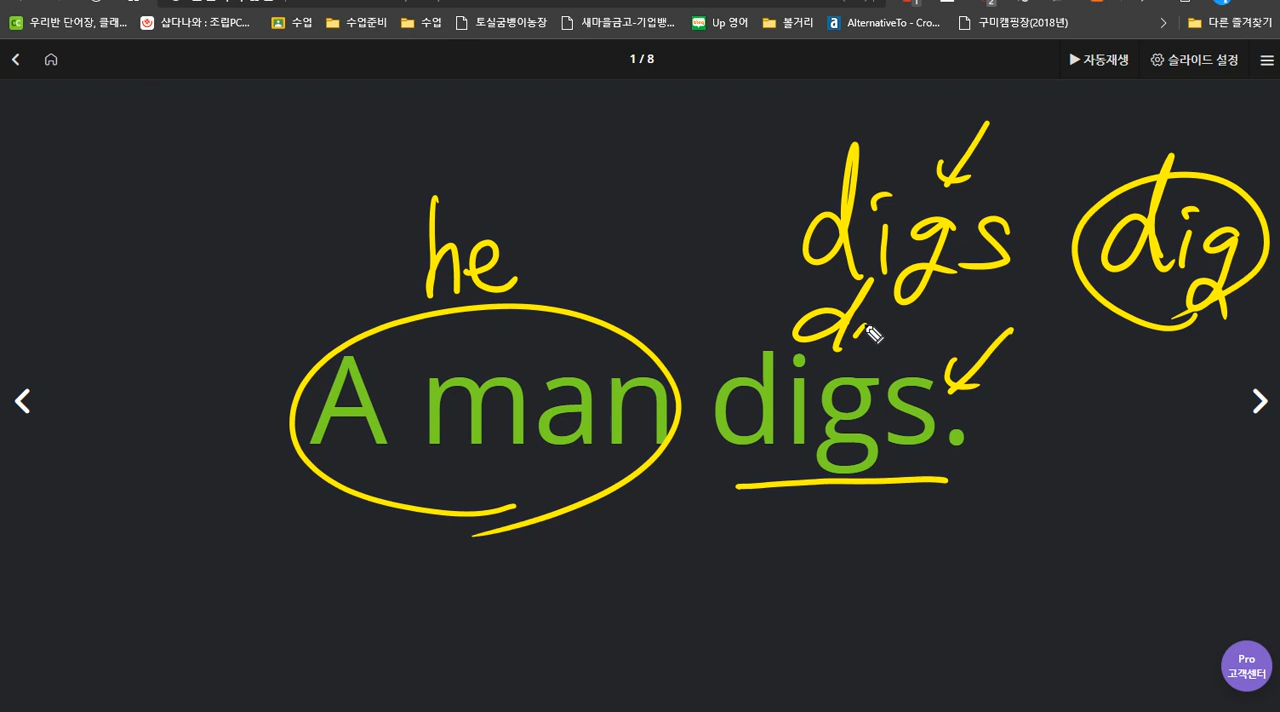 우리반 단어장, 클래... 샵다나와 : 조립PC... 수업 수업준비 수업 토실굼뱅이농장 새마을금고-기업뱅... Up 영어 볼거리 AlternativeTo - Cro... 구미캠핑장(2018년) 다른 즐겨찾기
1 / 8 자동재생 슬라이드 설정
he digs dig
di
A man digs.
Pro
고객센터